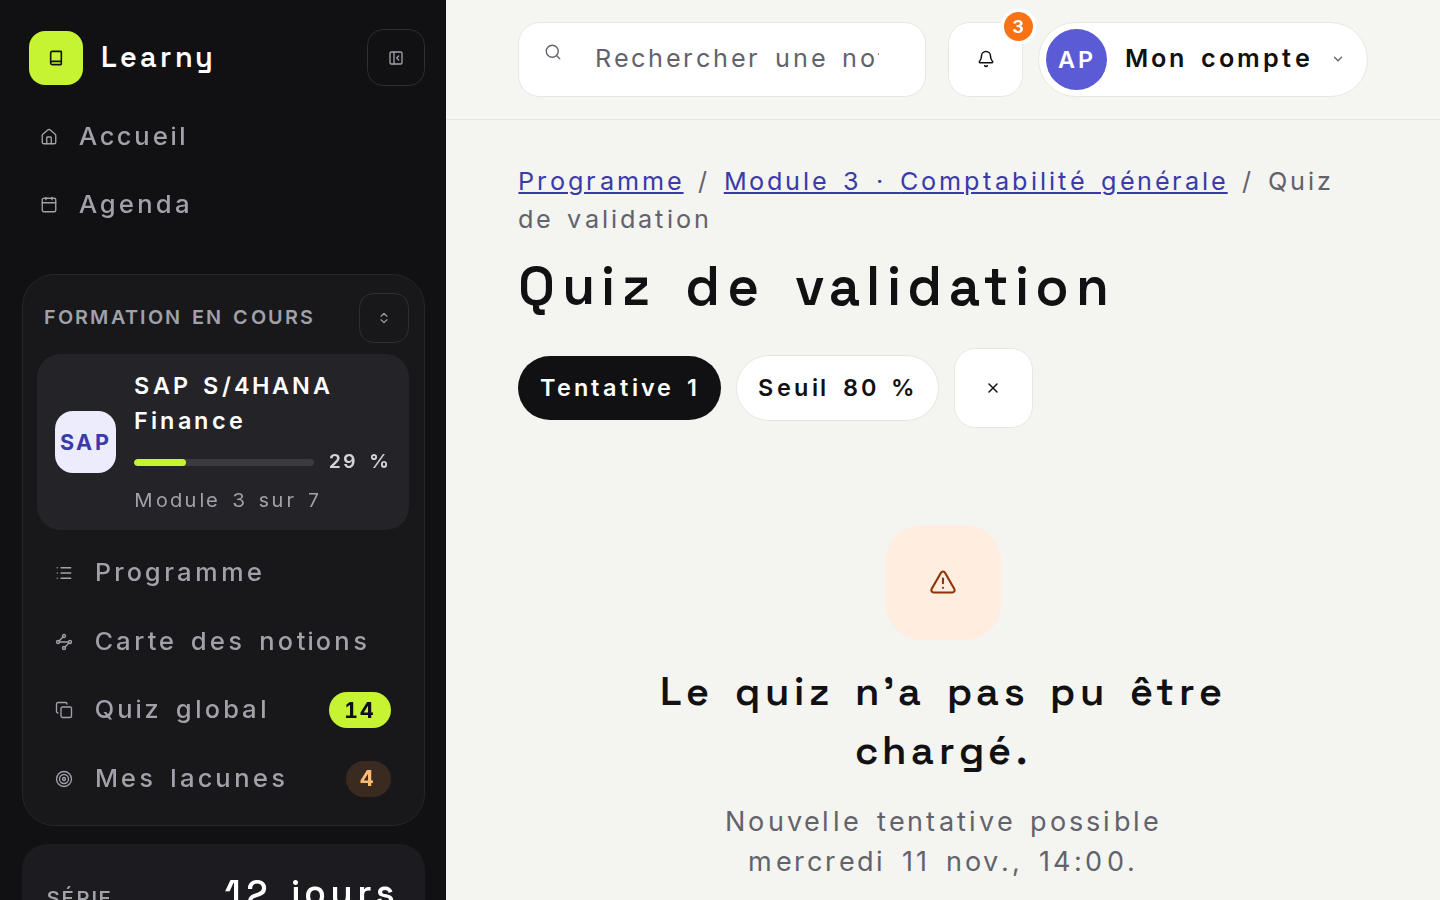 Learny
Accueil
Agenda
FORMATION EN COURS
SAP
SAP S/4HANA
Finance
29 %
Module 3 sur 7
Programme
Carte des notions
Quiz global 14
Mes lacunes 4
SÉRIE 12 jours
Rechercher une no
3
AP Mon compte
Programme / Module 3 · Comptabilité générale / Quiz
de validation
Quiz de validation
Tentative 1 Seuil 80 %
Le quiz n’a pas pu être
chargé.
Nouvelle tentative possible
mercredi 11 nov., 14:00.